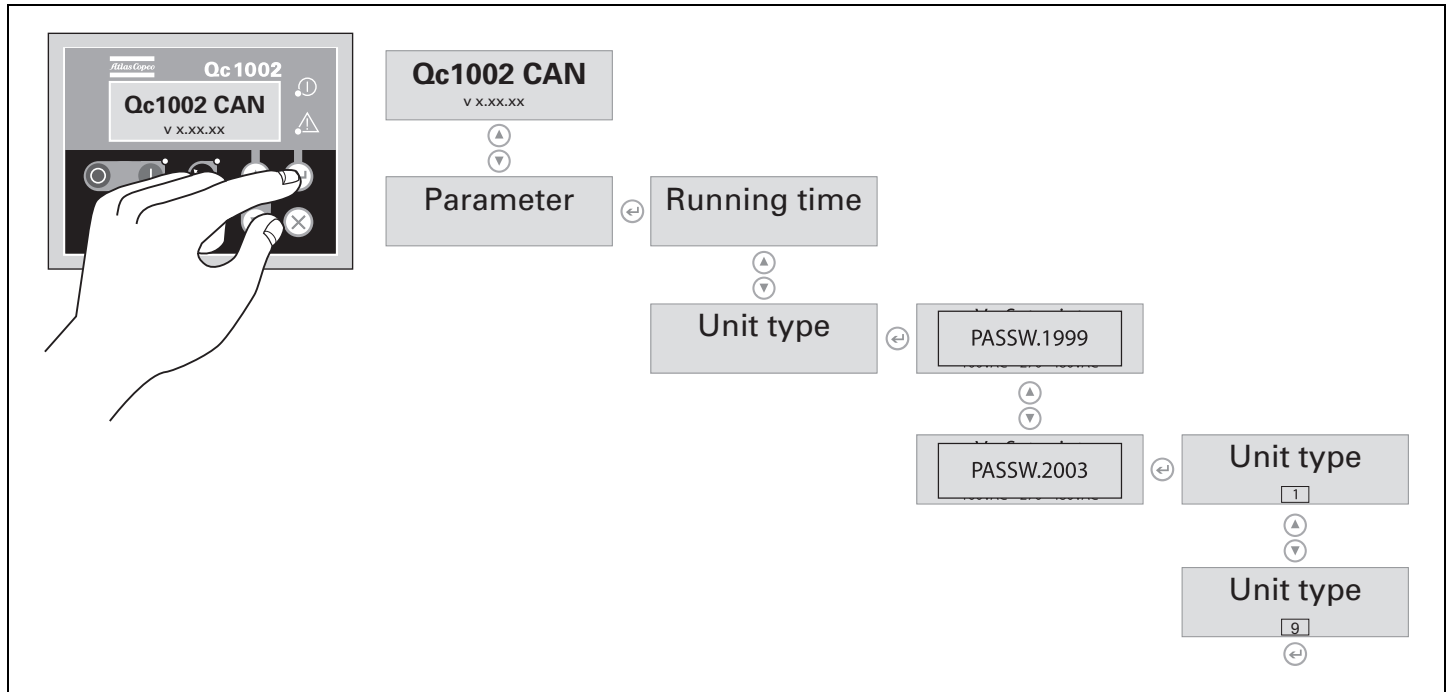 Atlas Copco
Qc1002
Qc1002 CAN
v x.xx.xx
Qc1002 CAN
v x.xx.xx
Parameter
Running time
Unit type
PASSW.1999
PASSW.2003
Unit type
1
Unit type
9